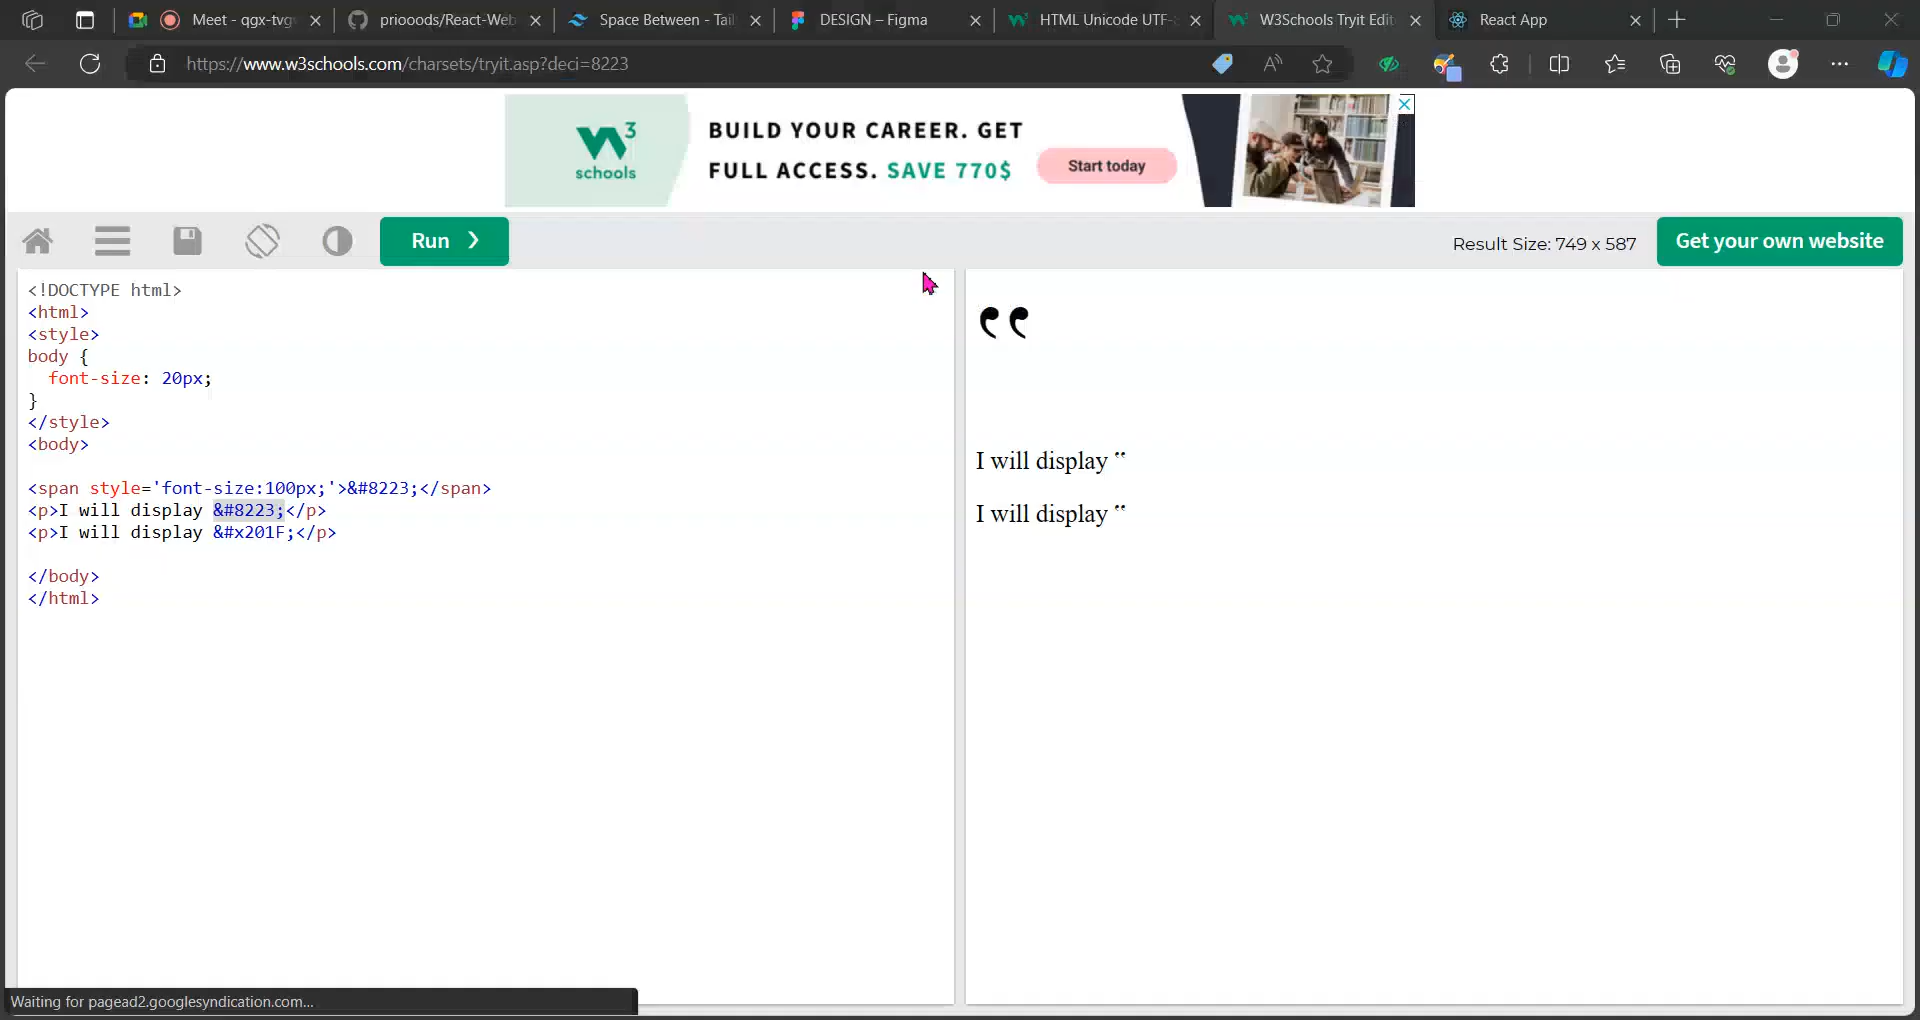 Meet - qgx-tvg
priooods/React-Web
Space Between - Tail
DESIGN – Figma
HTML Unicode UTF-8
W3Schools Tryit Edit
React App
https://www.w3schools.com/charsets/tryit.asp?deci=8223
W3 schools
BUILD YOUR CAREER. GET
FULL ACCESS. SAVE 770$
Start today
Run ❯
Result Size: 749 x 587
Get your own website
<!DOCTYPE html>
<html>
<style>
body {
  font-size: 20px;
}
</style>
<body>
<span style='font-size:100px;'>&#8223;</span>
<p>I will display &#8223;</p>
<p>I will display &#x201F;</p>
</body>
</html>
‟
I will display ‟
I will display ‟
Waiting for pagead2.googlesyndication.com...